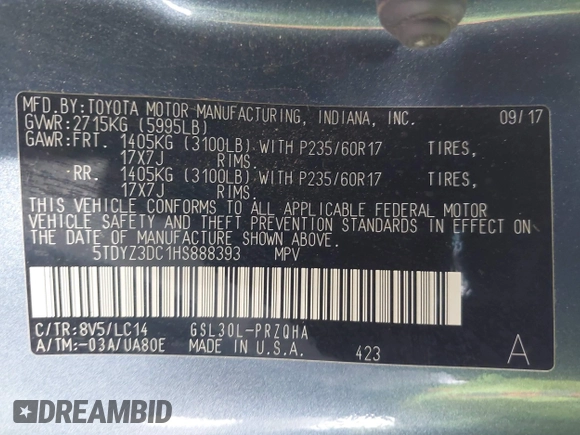 MFD.BY:TOYOTA MOTOR MANUFACTURING, INDIANA, INC. 09/17
GVWR:2715KG (5995LB)
GAWR:FRT. 1405KG (3100LB) WITH P235/60R17 TIRES,
17X7J RIMS.
RR. 1405KG (3100LB) WITH P235/60R17 TIRES,
17X7J RIMS.
THIS VEHICLE CONFORMS TO ALL APPLICABLE FEDERAL MOTOR
VEHICLE SAFETY AND THEFT PREVENTION STANDARDS IN EFFECT ON
THE DATE OF MANUFACTURE SHOWN ABOVE.
5TDYZ3DC1HS888393 MPV
C/TR:8V5/LC14 GSL30L-PRZQHA
A/TM:-03A/UA80E MADE IN U.S.A. 423 A
DREAMBID